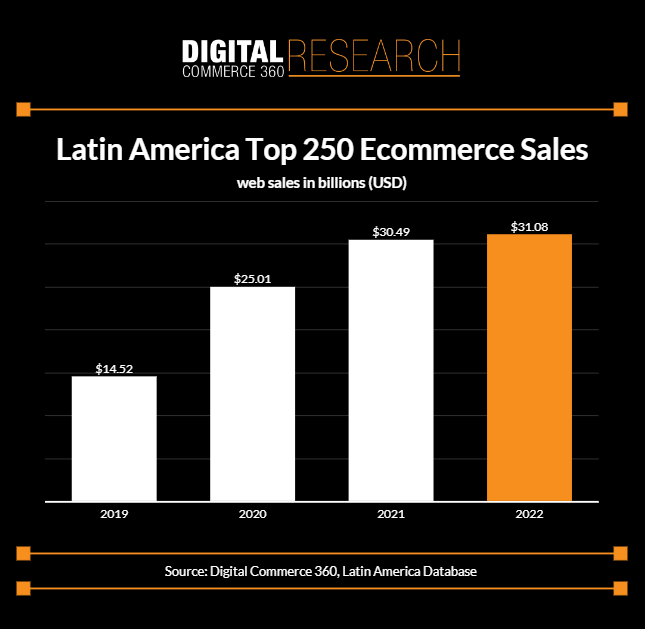 DIGITAL RESEARCH
COMMERCE 360
Latin America Top 250 Ecommerce Sales
web sales in billions (USD)
$14.52
$25.01
$30.49
$31.08
2019
2020
2021
2022
Source: Digital Commerce 360, Latin America Database